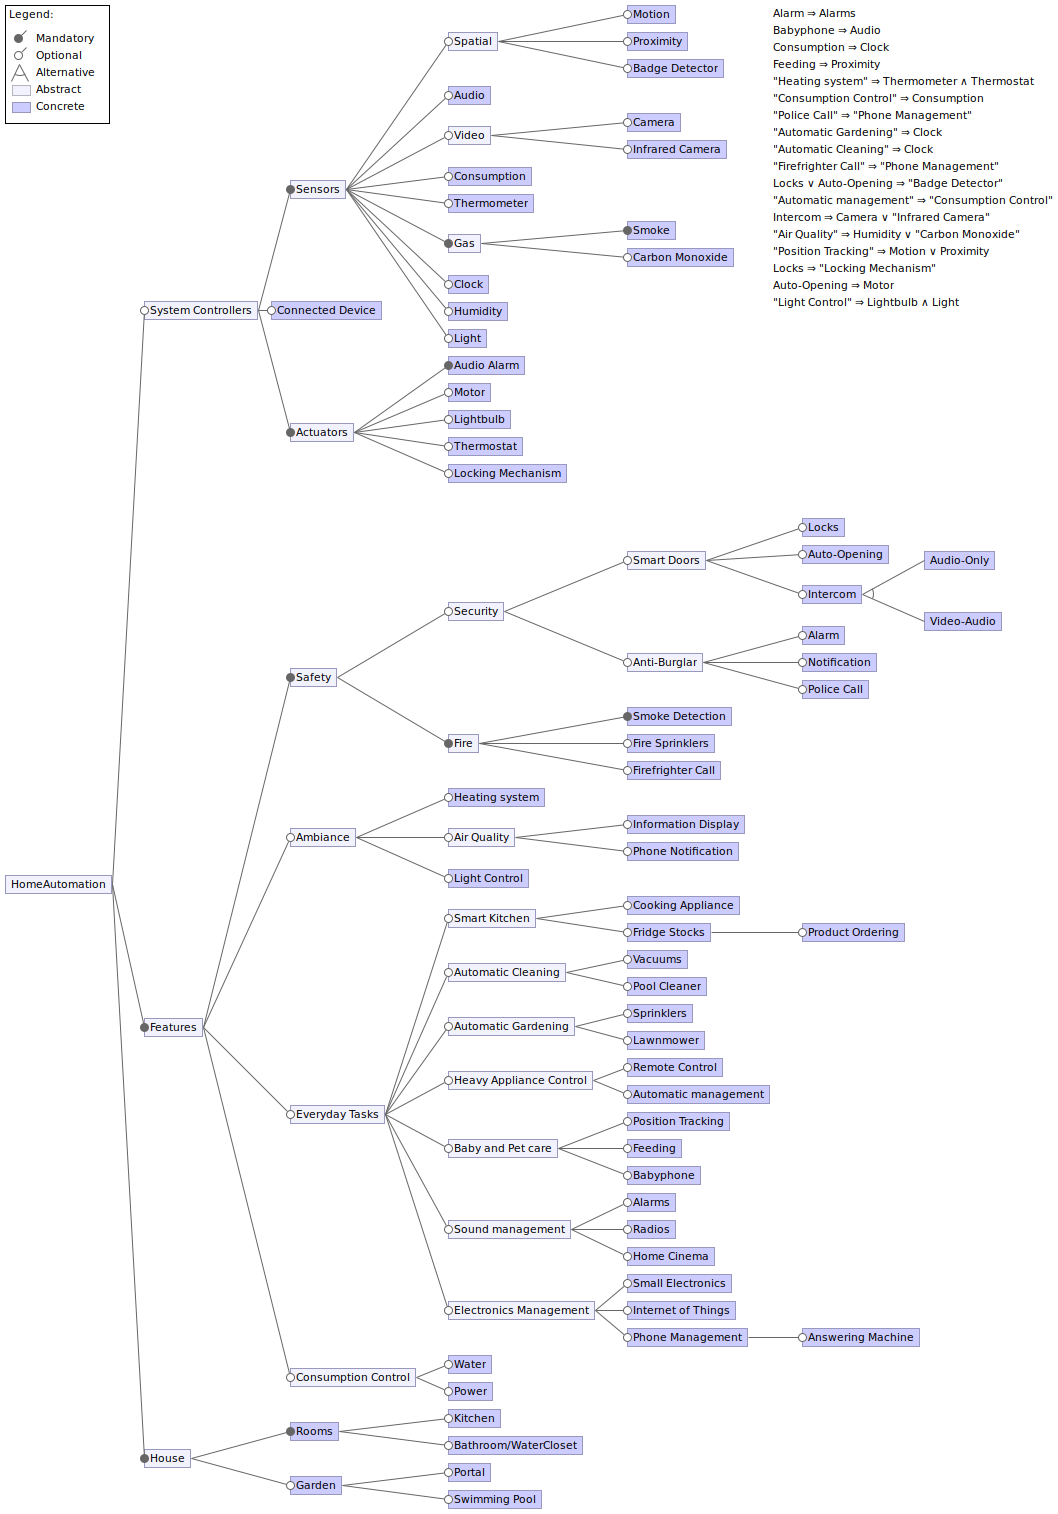 Legend:
Mandatory
Optional
Alternative
Abstract
Concrete
Alarm ⇒ Alarms
Babyphone ⇒ Audio
Consumption ⇒ Clock
Feeding ⇒ Proximity
"Heating system" ⇒ Thermometer ∧ Thermostat
"Consumption Control" ⇒ Consumption
"Police Call" ⇒ "Phone Management"
"Automatic Gardening" ⇒ Clock
"Automatic Cleaning" ⇒ Clock
"Firefrighter Call" ⇒ "Phone Management"
Locks ∨ Auto-Opening ⇒ "Badge Detector"
"Automatic management" ⇒ "Consumption Control"
Intercom ⇒ Camera ∨ "Infrared Camera"
"Air Quality" ⇒ Humidity ∨ "Carbon Monoxide"
"Position Tracking" ⇒ Motion ∨ Proximity
Locks ⇒ "Locking Mechanism"
Auto-Opening ⇒ Motor
"Light Control" ⇒ Lightbulb ∧ Light
HomeAutomation
System Controllers
Sensors
Spatial
Motion
Proximity
Badge Detector
Audio
Video
Camera
Infrared Camera
Consumption
Thermometer
Gas
Smoke
Carbon Monoxide
Clock
Humidity
Light
Connected Device
Actuators
Audio Alarm
Motor
Lightbulb
Thermostat
Locking Mechanism
Features
Safety
Security
Smart Doors
Locks
Auto-Opening
Intercom
Audio-Only
Video-Audio
Anti-Burglar
Alarm
Notification
Police Call
Fire
Smoke Detection
Fire Sprinklers
Firefrighter Call
Ambiance
Heating system
Air Quality
Information Display
Phone Notification
Light Control
Everyday Tasks
Smart Kitchen
Cooking Appliance
Fridge Stocks
Product Ordering
Automatic Cleaning
Vacuums
Pool Cleaner
Automatic Gardening
Sprinklers
Lawnmower
Heavy Appliance Control
Remote Control
Automatic management
Baby and Pet care
Position Tracking
Feeding
Babyphone
Sound management
Alarms
Radios
Home Cinema
Electronics Management
Small Electronics
Internet of Things
Phone Management
Answering Machine
Consumption Control
Water
Power
House
Rooms
Kitchen
Bathroom/WaterCloset
Garden
Portal
Swimming Pool